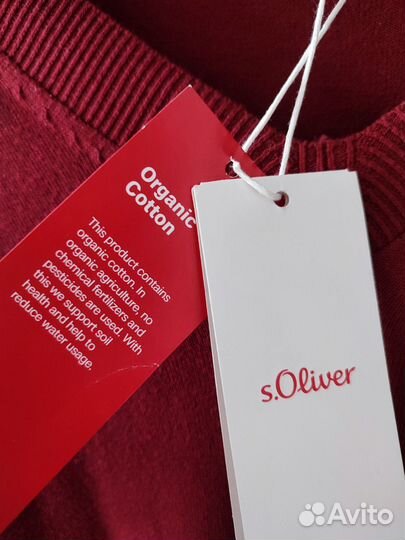 Organic
Cotton
This product contains
organic cotton. In
organic agriculture, no
chemical fertilizers and
pesticides are used. With
this we support soil
health and help to
reduce water usage.
s.Oliver
Avito